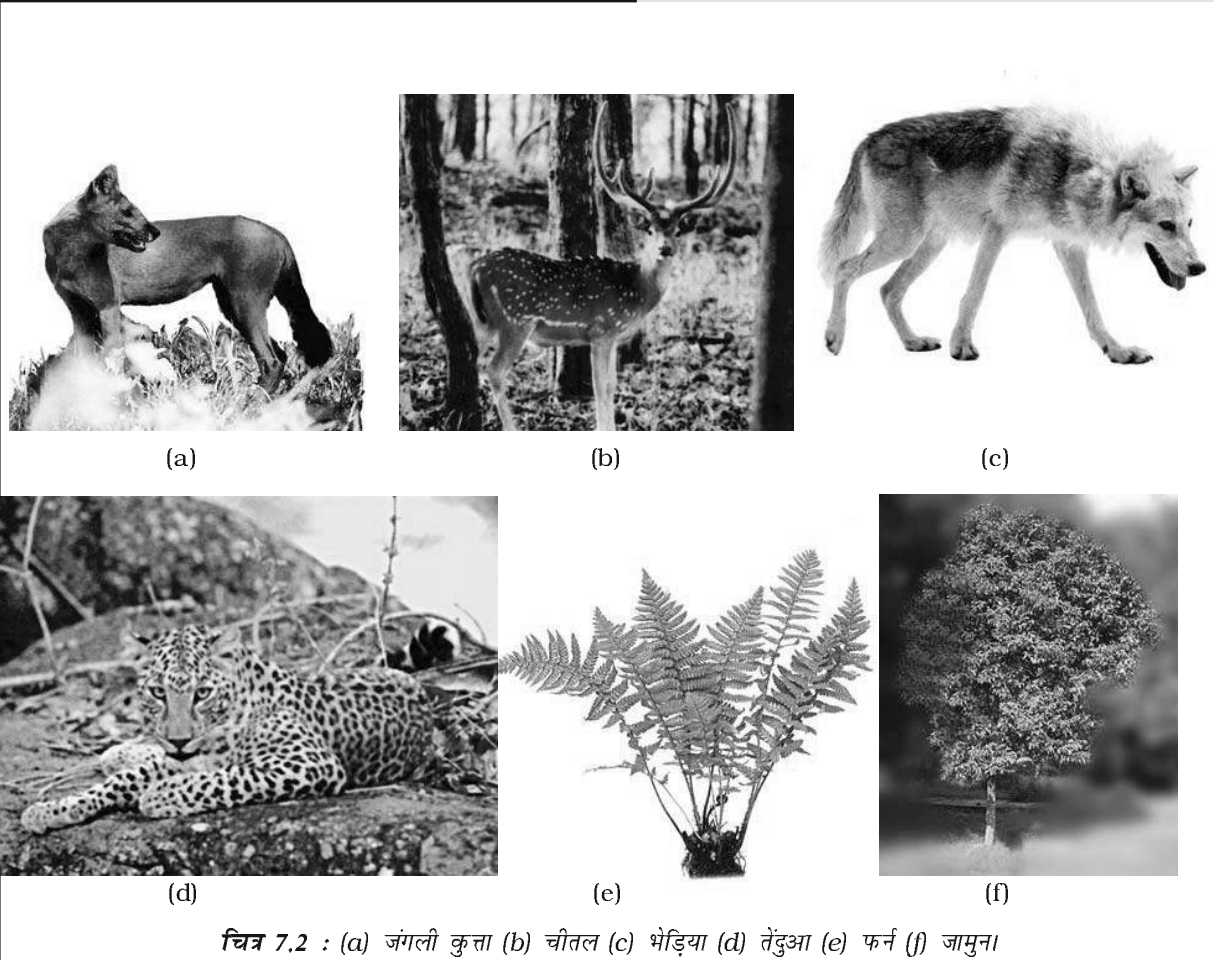 (a)
(b)
(c)
(d)
(e)
(f)
चित्र 7.2 : (a) जंगली कुत्ता (b) चीतल (c) भेड़िया (d) तेंदुआ (e) फर्न (f) जामुन।